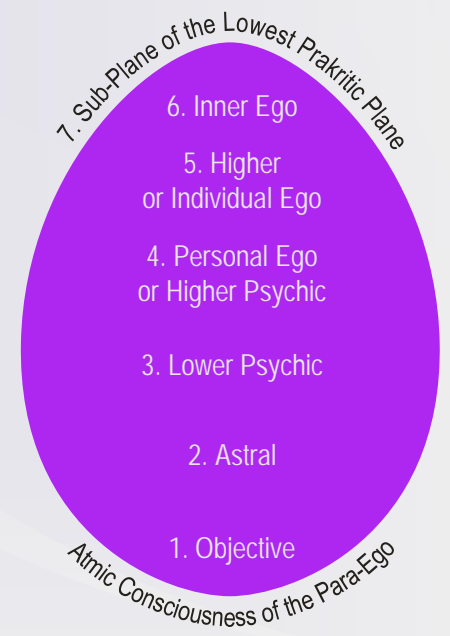 7. Sub-Plane of the Lowest Prakritic Plane
6. Inner Ego
5. Higher
or Individual Ego
4. Personal Ego
or Higher Psychic
3. Lower Psychic
2. Astral
1. Objective
Atmic Consciousness of the Para-Ego